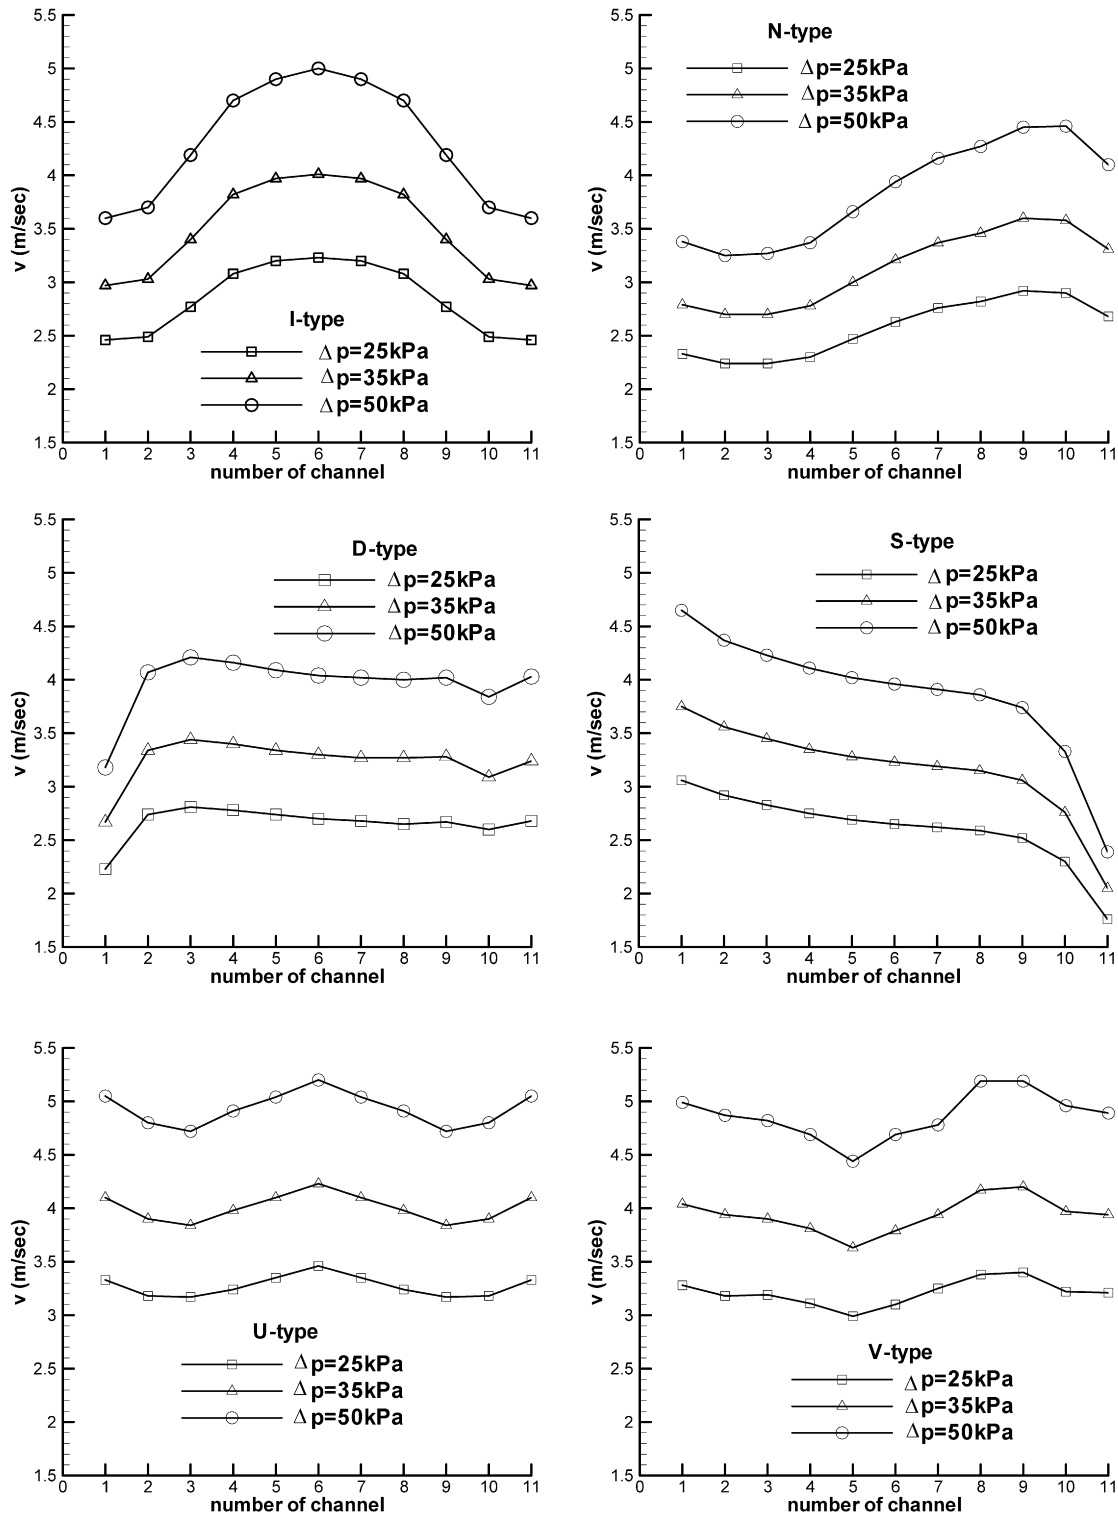 5.5
5
4.5
4
3.5
3
2.5
2
1.5
v (m/sec)
I-type
Δ p=25kPa
Δ p=35kPa
Δ p=50kPa
0 1 2 3 4 5 6 7 8 9 10 11
number of channel
5.5
5
4.5
4
3.5
3
2.5
2
1.5
v (m/sec)
N-type
Δp=25kPa
Δp=35kPa
Δp=50kPa
0 1 2 3 4 5 6 7 8 9 10 11
number of channel
5.5
5
4.5
4
3.5
3
2.5
2
1.5
v (m/sec)
D-type
Δp=25kPa
Δp=35kPa
Δp=50kPa
0 1 2 3 4 5 6 7 8 9 10 11
number of channel
5.5
5
4.5
4
3.5
3
2.5
2
1.5
v (m/sec)
S-type
Δ p=25kPa
Δ p=35kPa
Δ p=50kPa
0 1 2 3 4 5 6 7 8 9 10 11
number of channel
5.5
5
4.5
4
3.5
3
2.5
2
1.5
v (m/sec)
U-type
Δ p=25kPa
Δ p=35kPa
Δ p=50kPa
0 1 2 3 4 5 6 7 8 9 10 11
number of channel
5.5
5
4.5
4
3.5
3
2.5
2
1.5
v (m/sec)
V-type
Δp=25kPa
Δp=35kPa
Δp=50kPa
0 1 2 3 4 5 6 7 8 9 10 11
number of channel